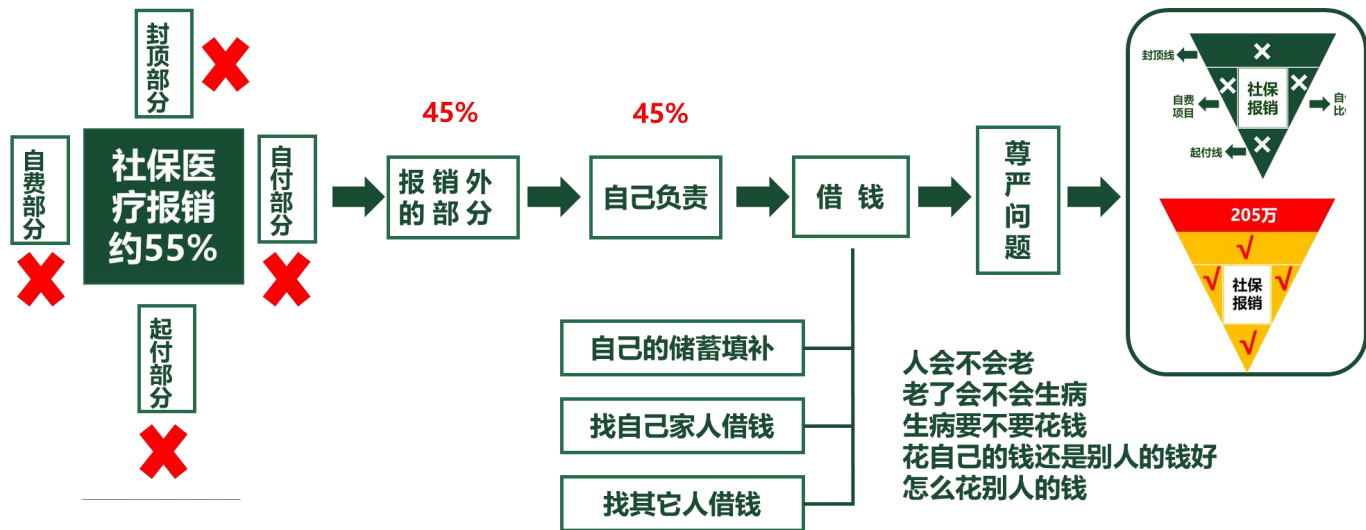 封顶部分
自费部分
社保医
疗报销
约55%
自付部分
起付部分
45%
报销外
的部分
45%
自己负责
借钱
尊严问题
自己的储蓄填补
找自己家人借钱
找其它人借钱
人会不会老
老了会不会生病
生病要不要花钱
花自己的钱还是别人的钱好
怎么花别人的钱
封顶线
自费
项目
社保
报销
起付线
205万
社保
报销